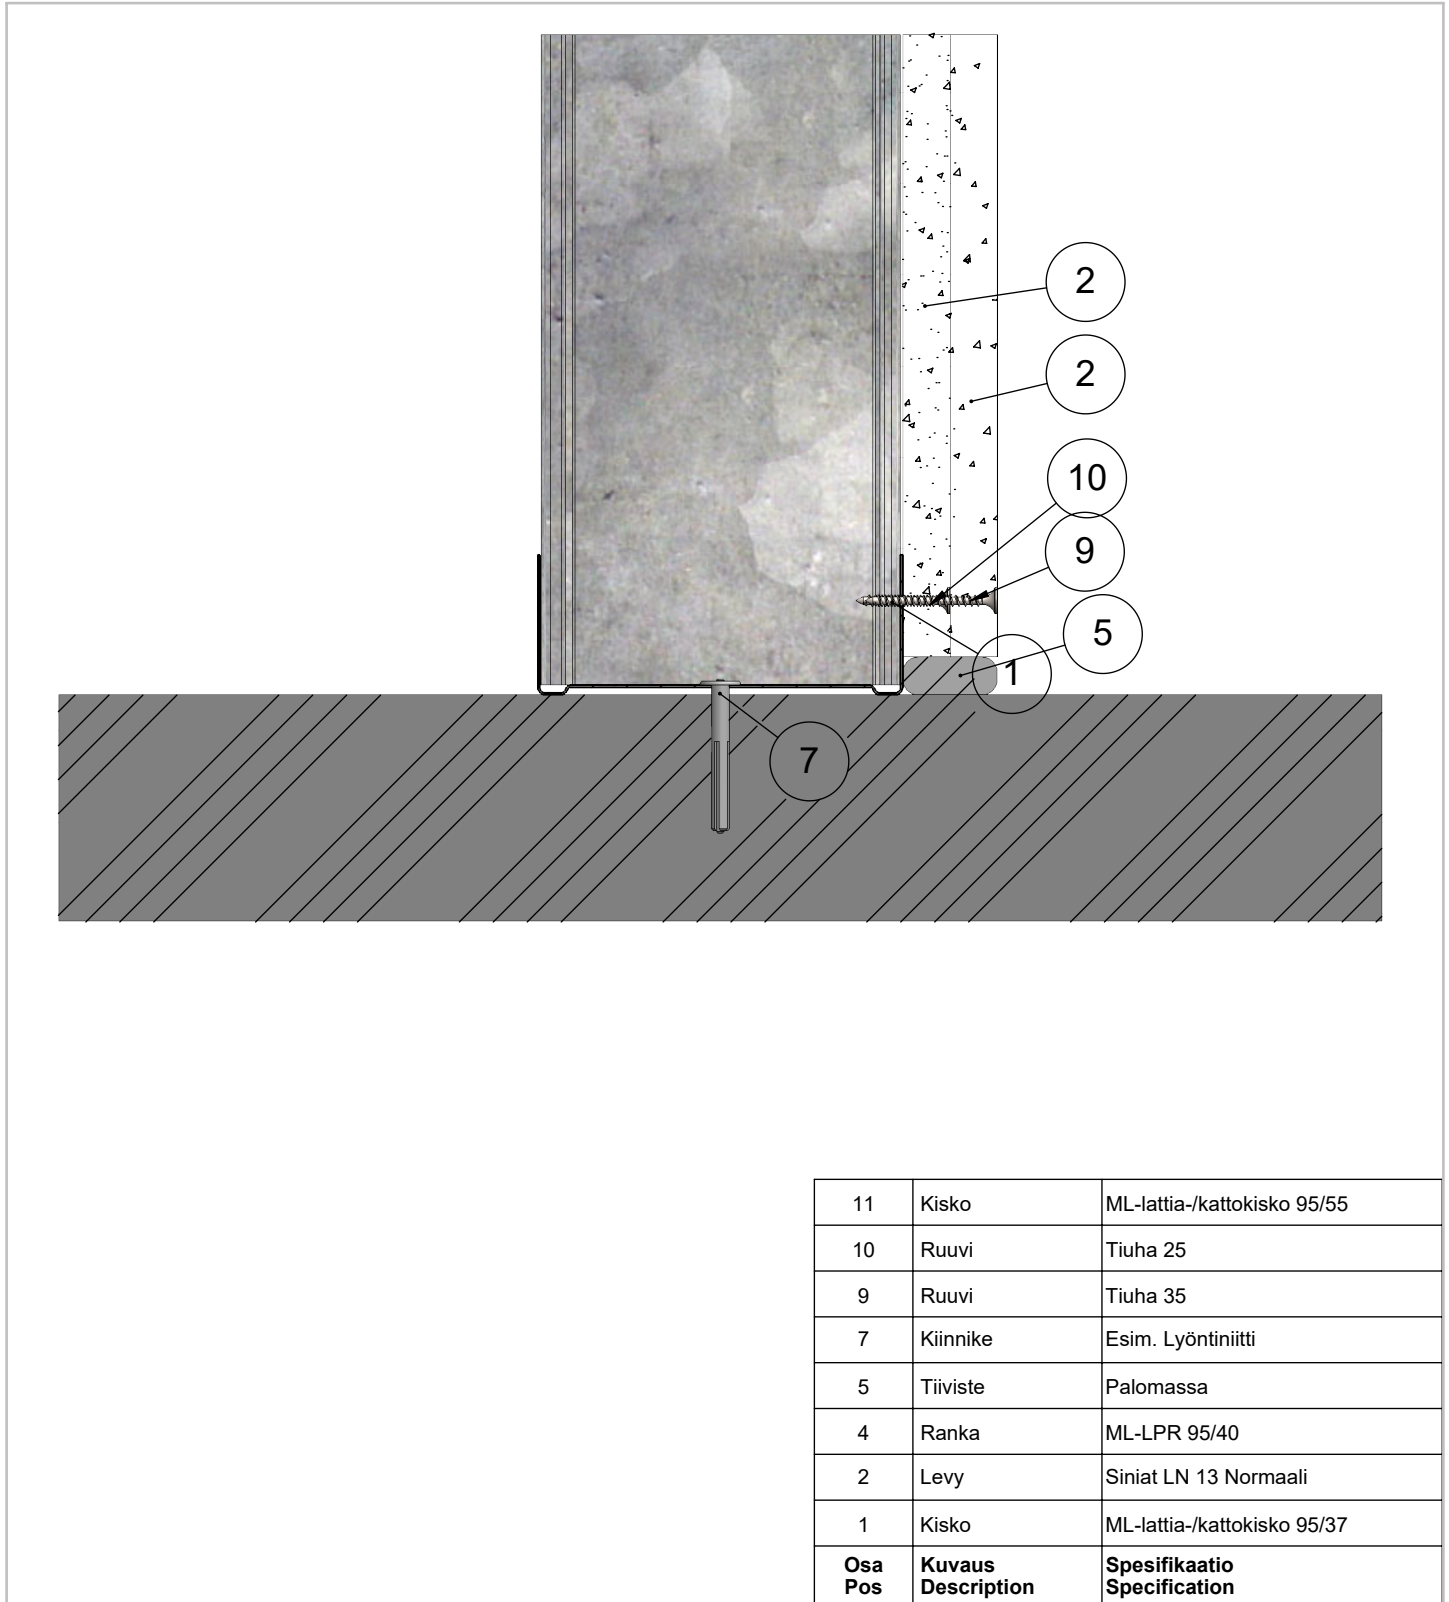 2
2
10
9
5
1
7
11 Kisko ML-lattia-/kattokisko 95/55
10 Ruuvi Tiuha 25
9 Ruuvi Tiuha 35
7 Kiinnike Esim. Lyöntiniitti
5 Tiiviste Palomassa
4 Ranka ML-LPR 95/40
2 Levy Siniat LN 13 Normaali
1 Kisko ML-lattia-/kattokisko 95/37
Osa Kuvaus Spesifikaatio
Pos Description Specification